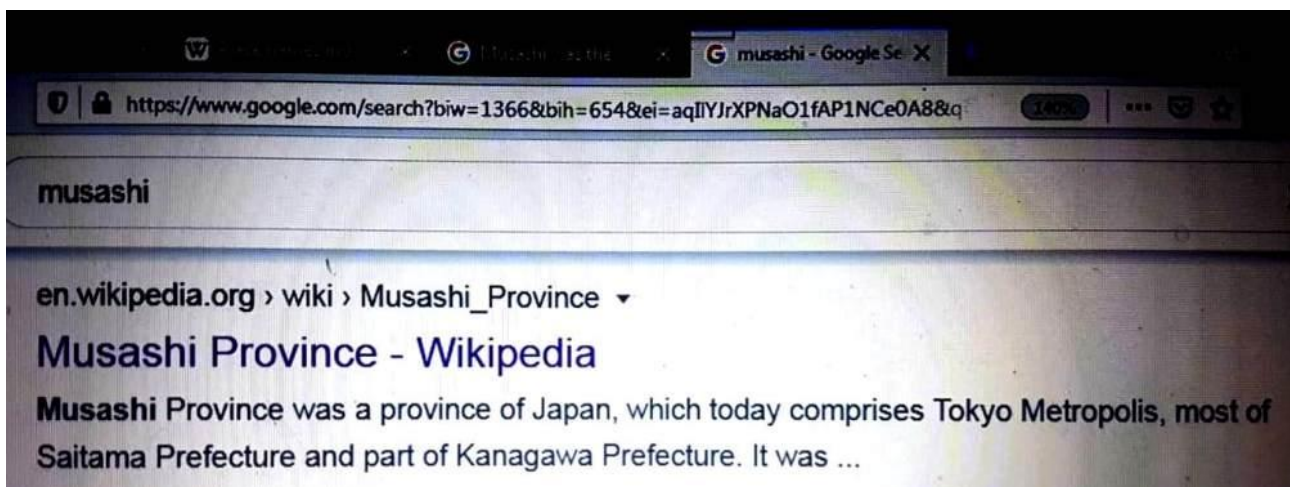 musashi - Google Se
https://www.google.com/search?biw=1366&bih=654&ei=aqIlYJrXPNaO1fAP1NCe0A8&q
140%
musashi
en.wikipedia.org › wiki › Musashi_Province
Musashi Province - Wikipedia
Musashi Province was a province of Japan, which today comprises Tokyo Metropolis, most of
Saitama Prefecture and part of Kanagawa Prefecture. It was ...